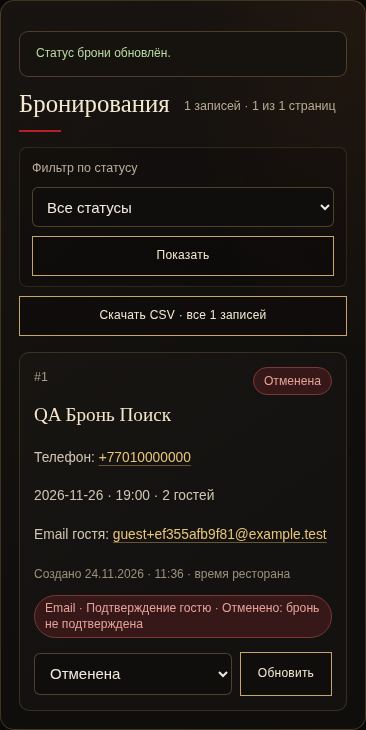 Статус брони обновлён.
Бронирования 1 записей · 1 из 1 страниц
Фильтр по статусу
Все статусы
Показать
Скачать CSV · все 1 записей
#1 Отменена
QA Бронь Поиск
Телефон: +77010000000
2026-11-26 · 19:00 · 2 гостей
Email гостя: guest+ef355afb9f81@example.test
Создано 24.11.2026 · 11:36 · время ресторана
Email · Подтверждение гостю · Отменено: бронь
не подтверждена
Отменена Обновить